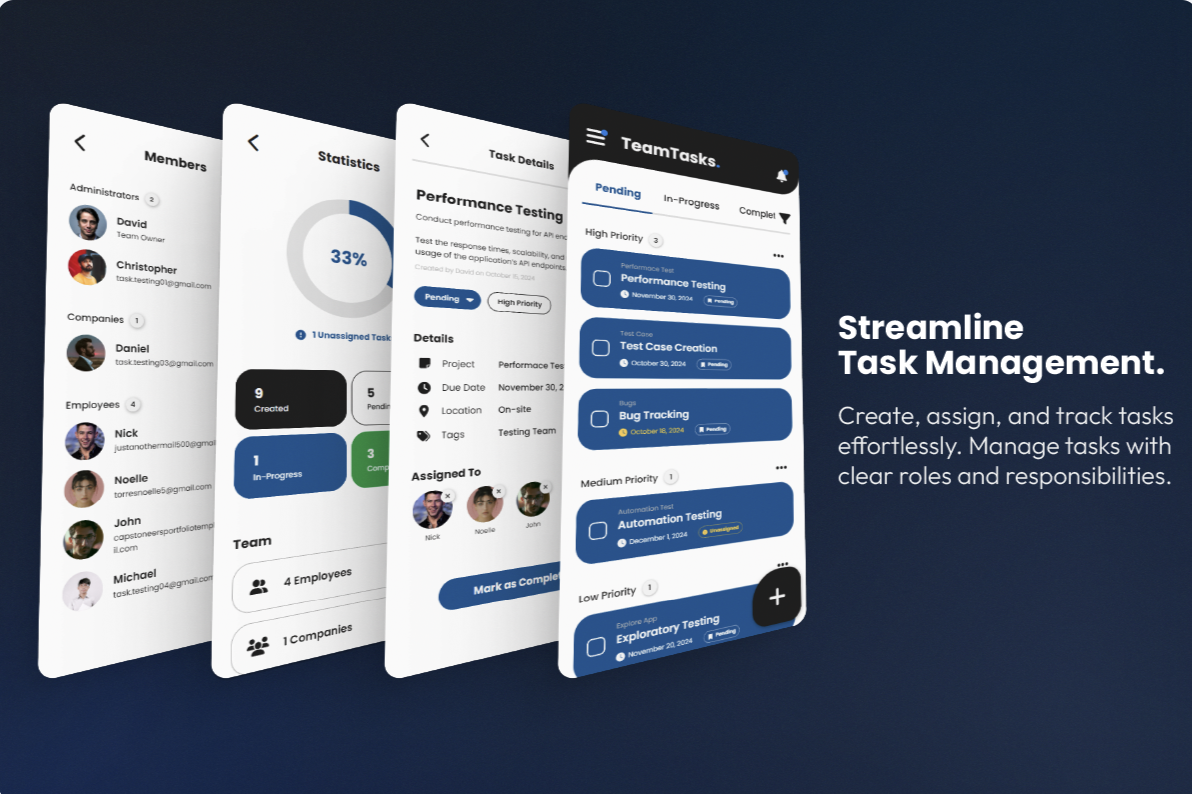 Members
Administrators 2
David
Team Owner
Christopher
task.testing01@gmail.com
Companies 1
Daniel
task.testing03@gmail.com
Employees 4
Nick
justanothermail500@gmai
Noelle
torresnoelle5@gmail.com
John
capstoneersportfoliotemp
il.com
Michael
task.testing04@gmail.com
Statistics
33%
1 Unassigned Task
9
Created
5
Pendin
1
In-Progress
3
Comp
Team
4 Employees
1 Companies
Task Details
Performance Testing
Conduct performance testing for API end
Test the response times, scalability, and
usage of the application's API endpoints
Created by David on October 16, 2024
Pending
High Priority
Details
Project Performace Tes
Due Date November 30, 2
Location On-site
Tags Testing Team
Assigned To
Nick Noelle John
Mark as Complet
TeamTasks.
Pending In-Progress Complet
High Priority 3
Performace Test
Performance Testing
November 30, 2024 Pending
Test Case
Test Case Creation
October 30, 2024 Pending
Bugs
Bug Tracking
October 16, 2024 Pending
Medium Priority 1
Automation Test
Automation Testing
December 1, 2024 Unassigned
Low Priority 1
Explore App
Exploratory Testing
November 20, 2024 Pending
Streamline
Task Management.
Create, assign, and track tasks
effortlessly. Manage tasks with
clear roles and responsibilities.